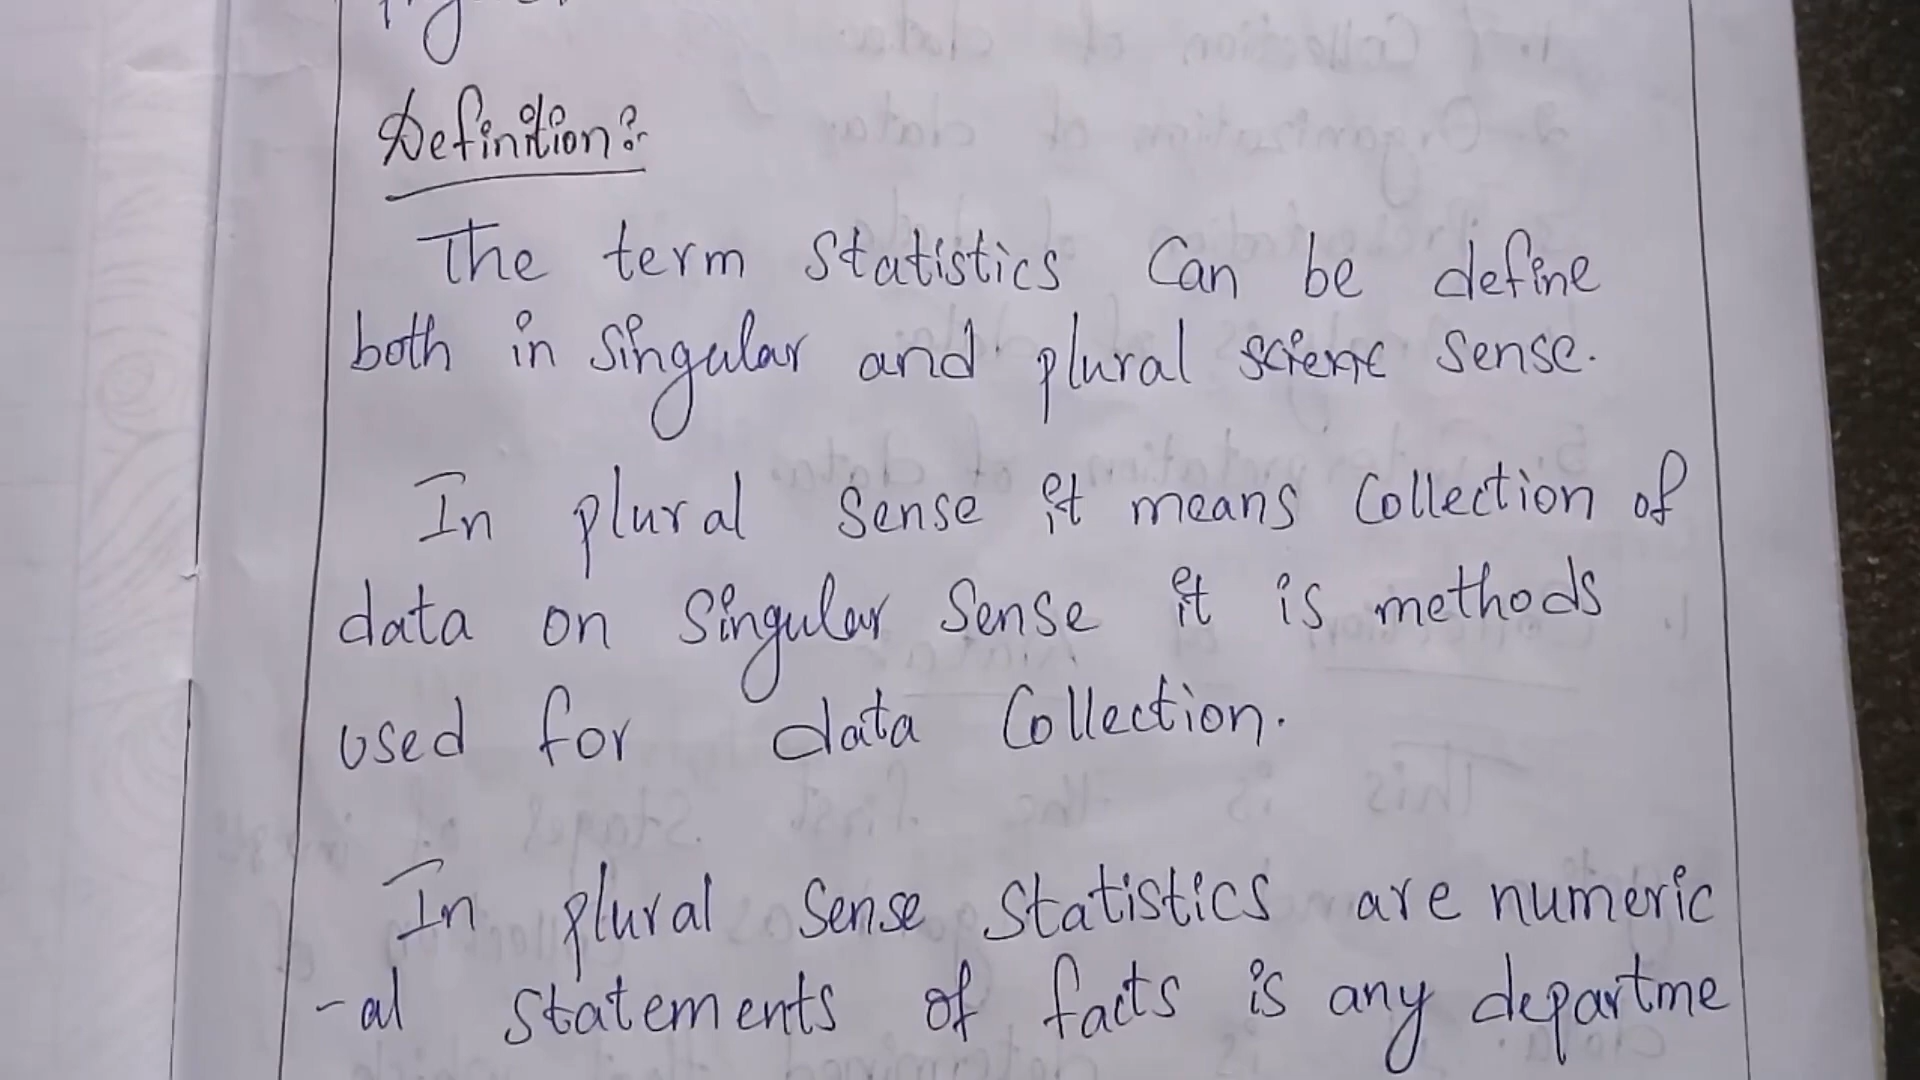 Definition:-
The term statistics can be define
both in singular and plural sense.
In plural sense it means collection of
data on singular sense it is methods
used for data collection.
In plural sense statistics are numeric
-al statements of facts is any departme